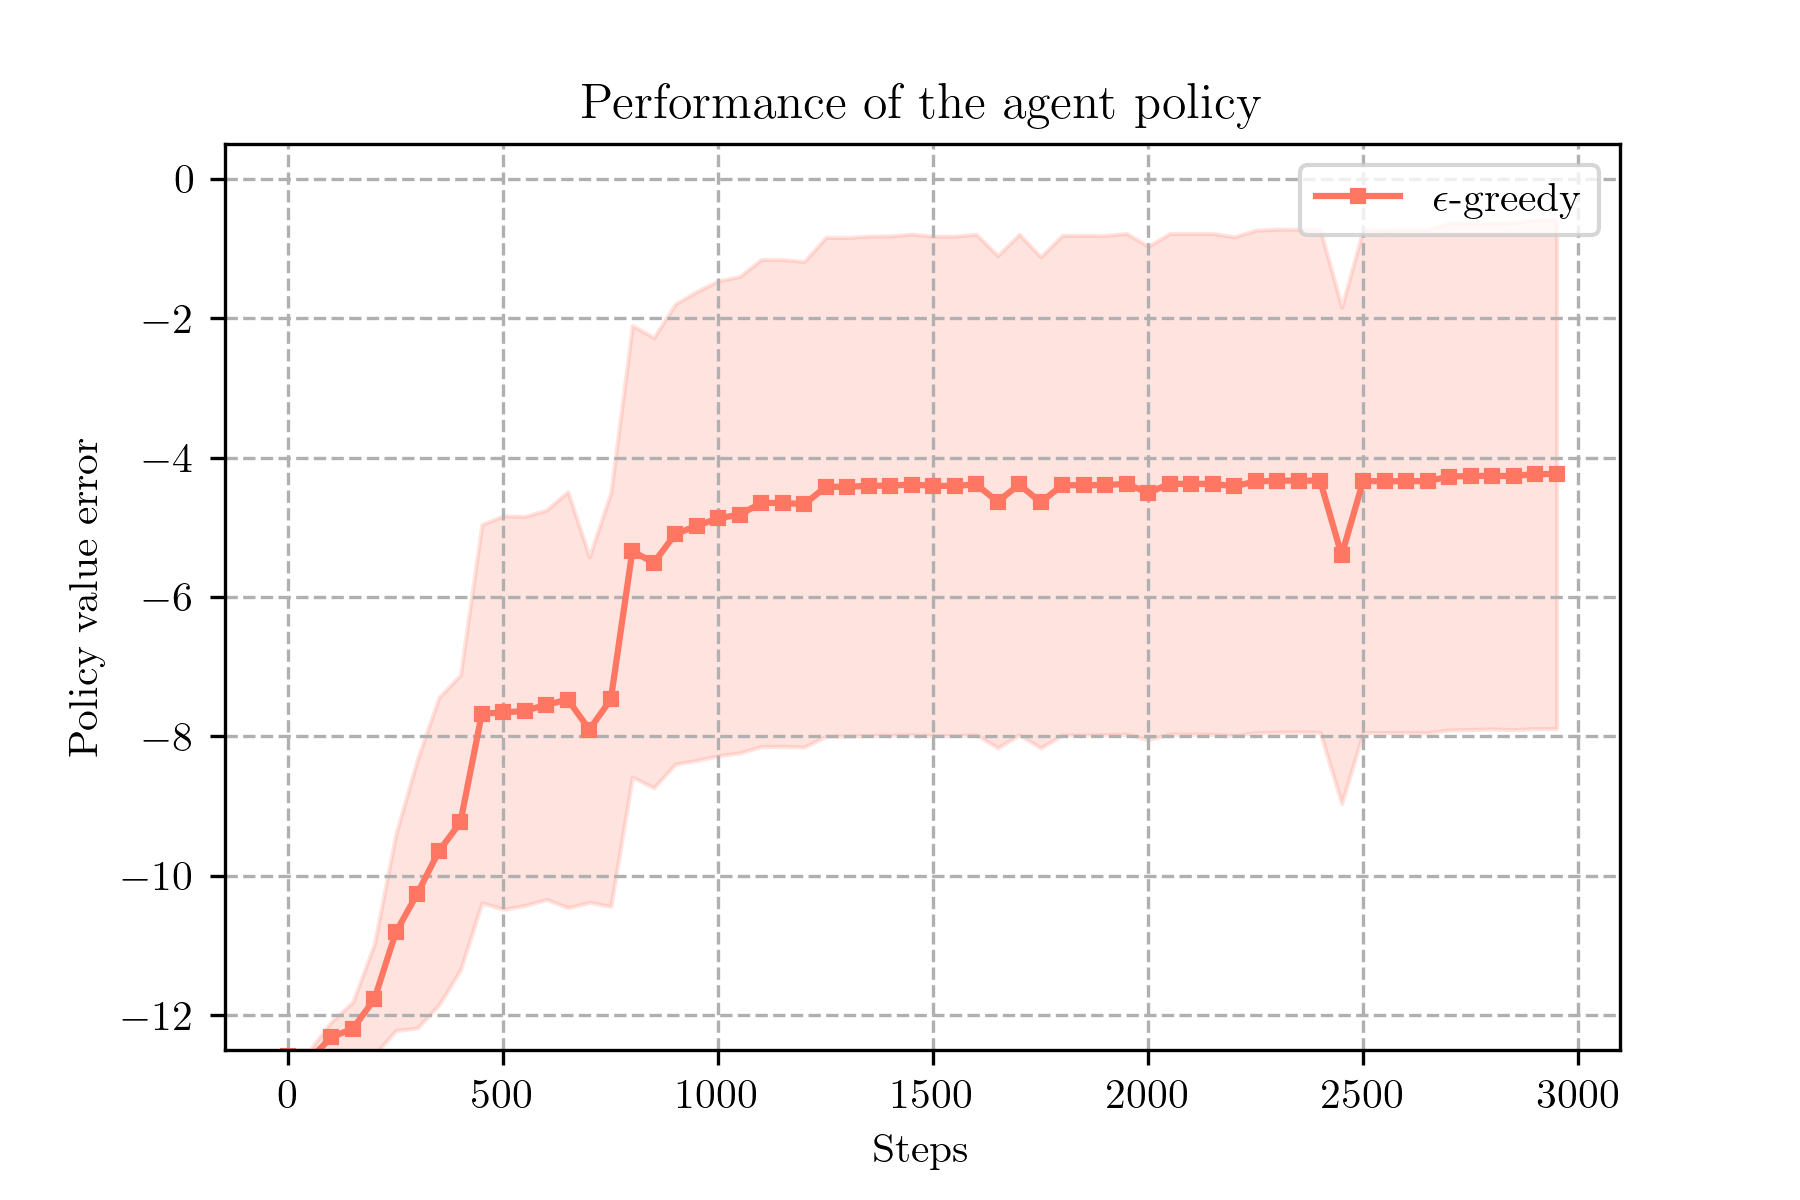 Performance of the agent policy
ϵ-greedy
0
−2
−4
−6
−8
−10
−12
Policy value error
0 500 1000 1500 2000 2500 3000
Steps